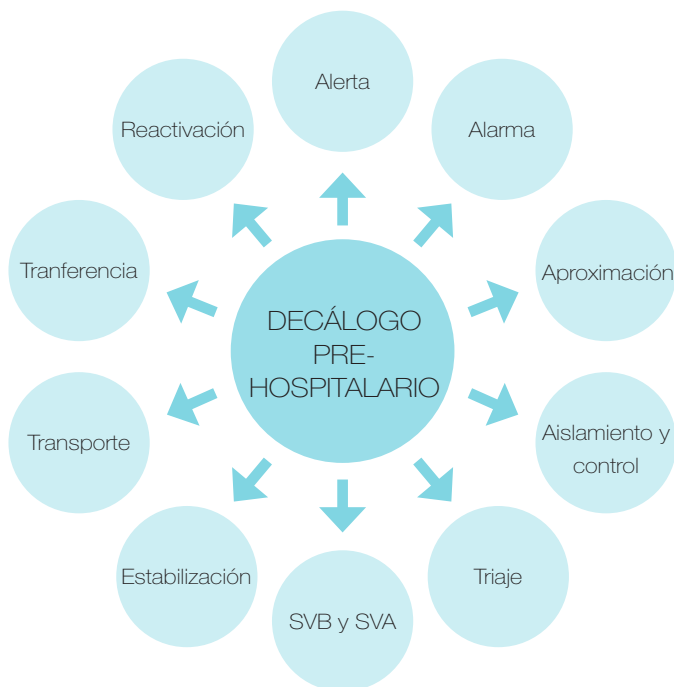 Alerta
Alarma
Aproximación
Aislamiento y
control
Triaje
SVB y SVA
Estabilización
Transporte
Tranferencia
Reactivación
DECÁLOGO
PRE-
HOSPITALARIO